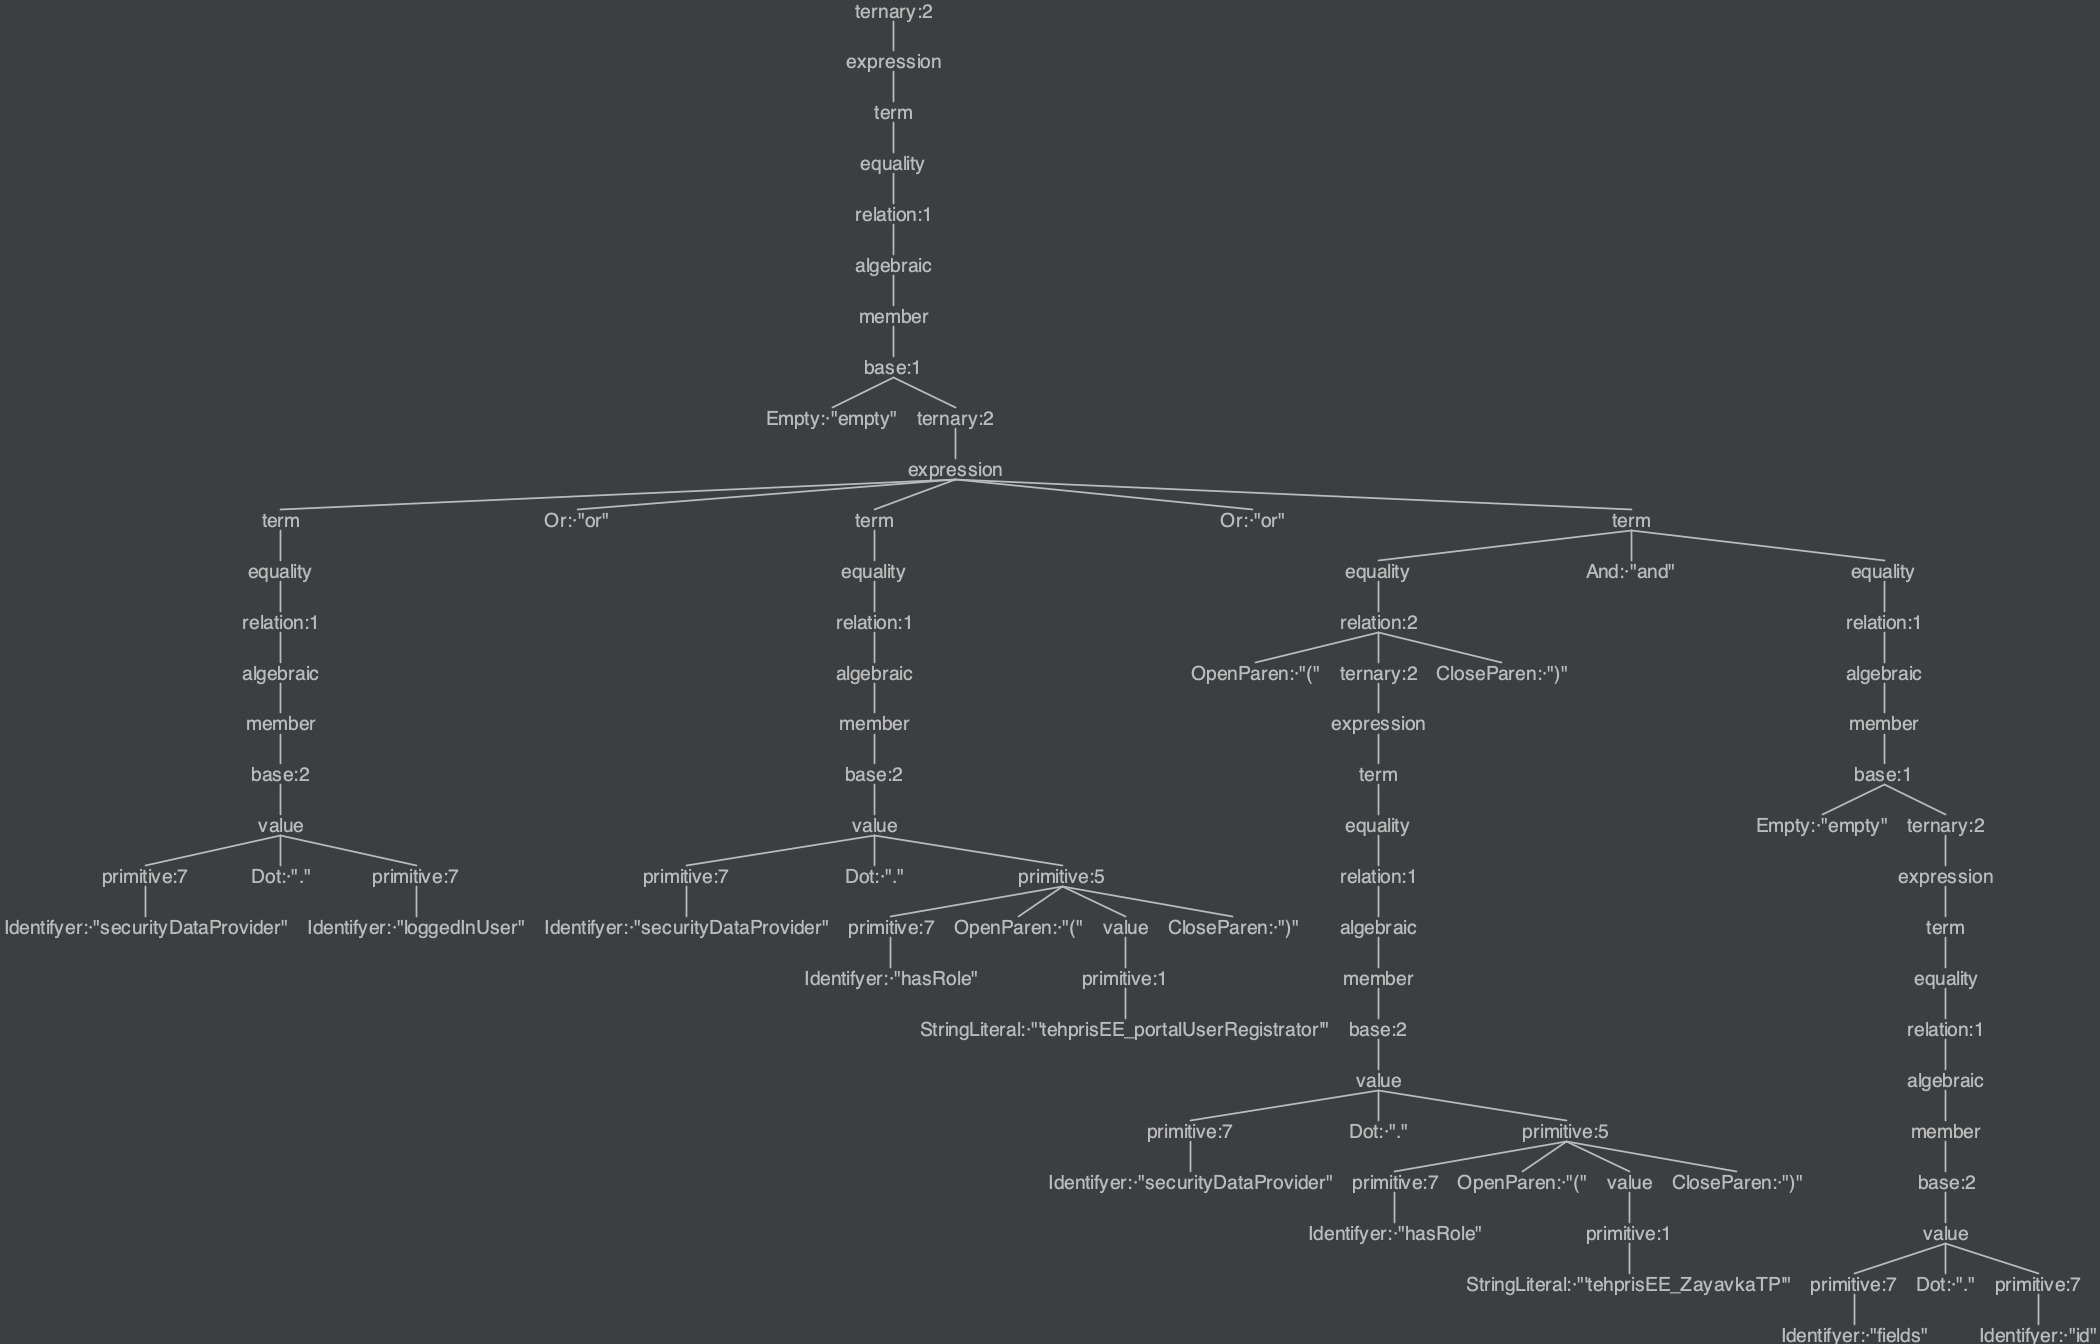 ternary:2
expression
term
equality
relation:1
algebraic
member
base:1
Empty:·"empty" ternary:2
expression
term Or:·"or" term Or:·"or" term
equality equality equality And:·"and" equality
relation:1 relation:1 relation:2 relation:1
algebraic algebraic OpenParen:·"(" ternary:2 CloseParen:·")" algebraic
member member expression member
base:2 base:2 term base:1
value value equality Empty:·"empty" ternary:2
primitive:7 Dot:·"." primitive:7 primitive:7 Dot:·"." primitive:5 relation:1 expression
Identifyer:·"securityDataProvider" Identifyer:·"loggedInUser" Identifyer:·"securityDataProvider" primitive:7 OpenParen:·"(" value CloseParen:·")" algebraic term
Identifyer:·"hasRole" primitive:1 member equality
StringLiteral:·"'tehprisEE_portalUserRegistrator'" base:2 relation:1
value algebraic
primitive:7 Dot:·"." primitive:5 member
Identifyer:·"securityDataProvider" primitive:7 OpenParen:·"(" value CloseParen:·")" base:2
Identifyer:·"hasRole" primitive:1 value
StringLiteral:·"'tehprisEE_ZayavkaTP'" primitive:7 Dot:·"." primitive:7
Identifyer:·"fields" Identifyer:·"id"